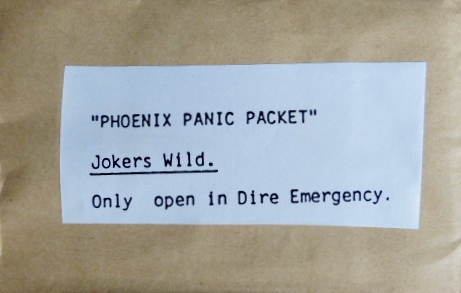 "PHOENIX PANIC PACKET"
Jokers Wild.
Only open in Dire Emergency.